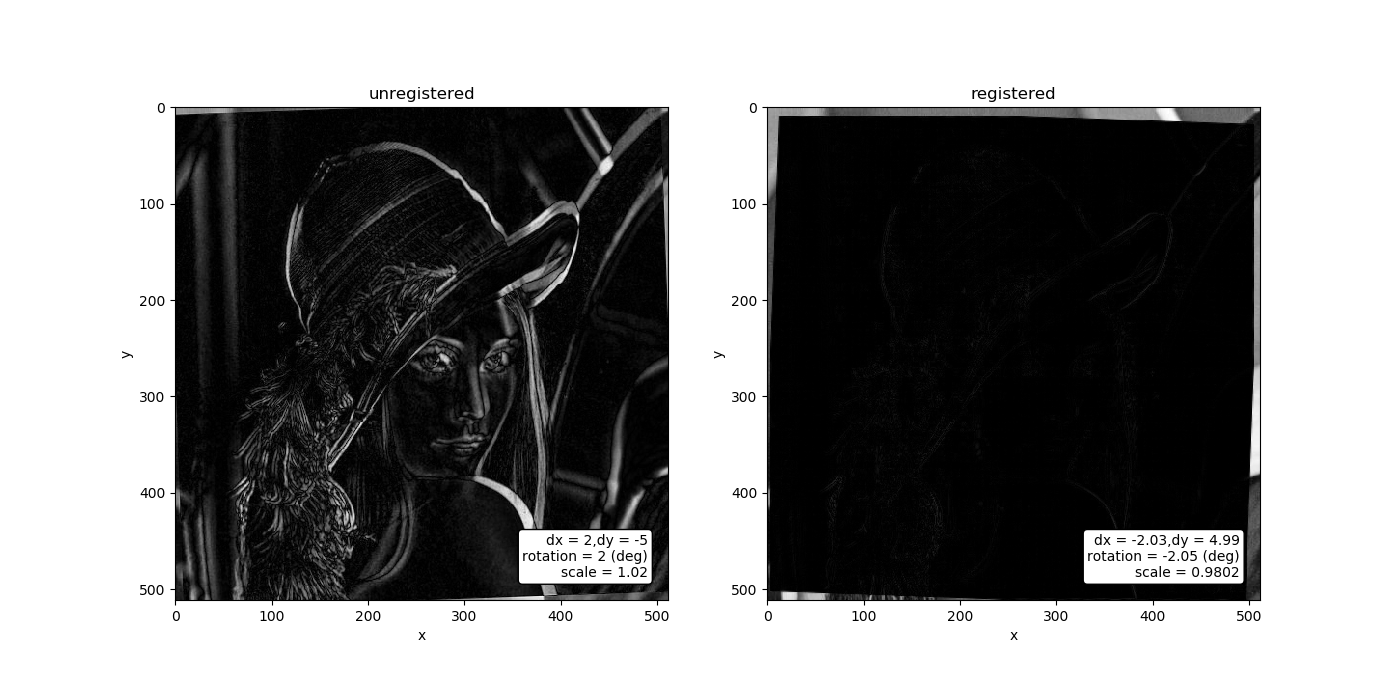 unregistered
0
100
200
300
400
500
y
0 100 200 300 400 500
x
dx = 2,dy = -5
rotation = 2 (deg)
scale = 1.02
registered
0
100
200
300
400
500
y
0 100 200 300 400 500
x
dx = -2.03,dy = 4.99
rotation = -2.05 (deg)
scale = 0.9802